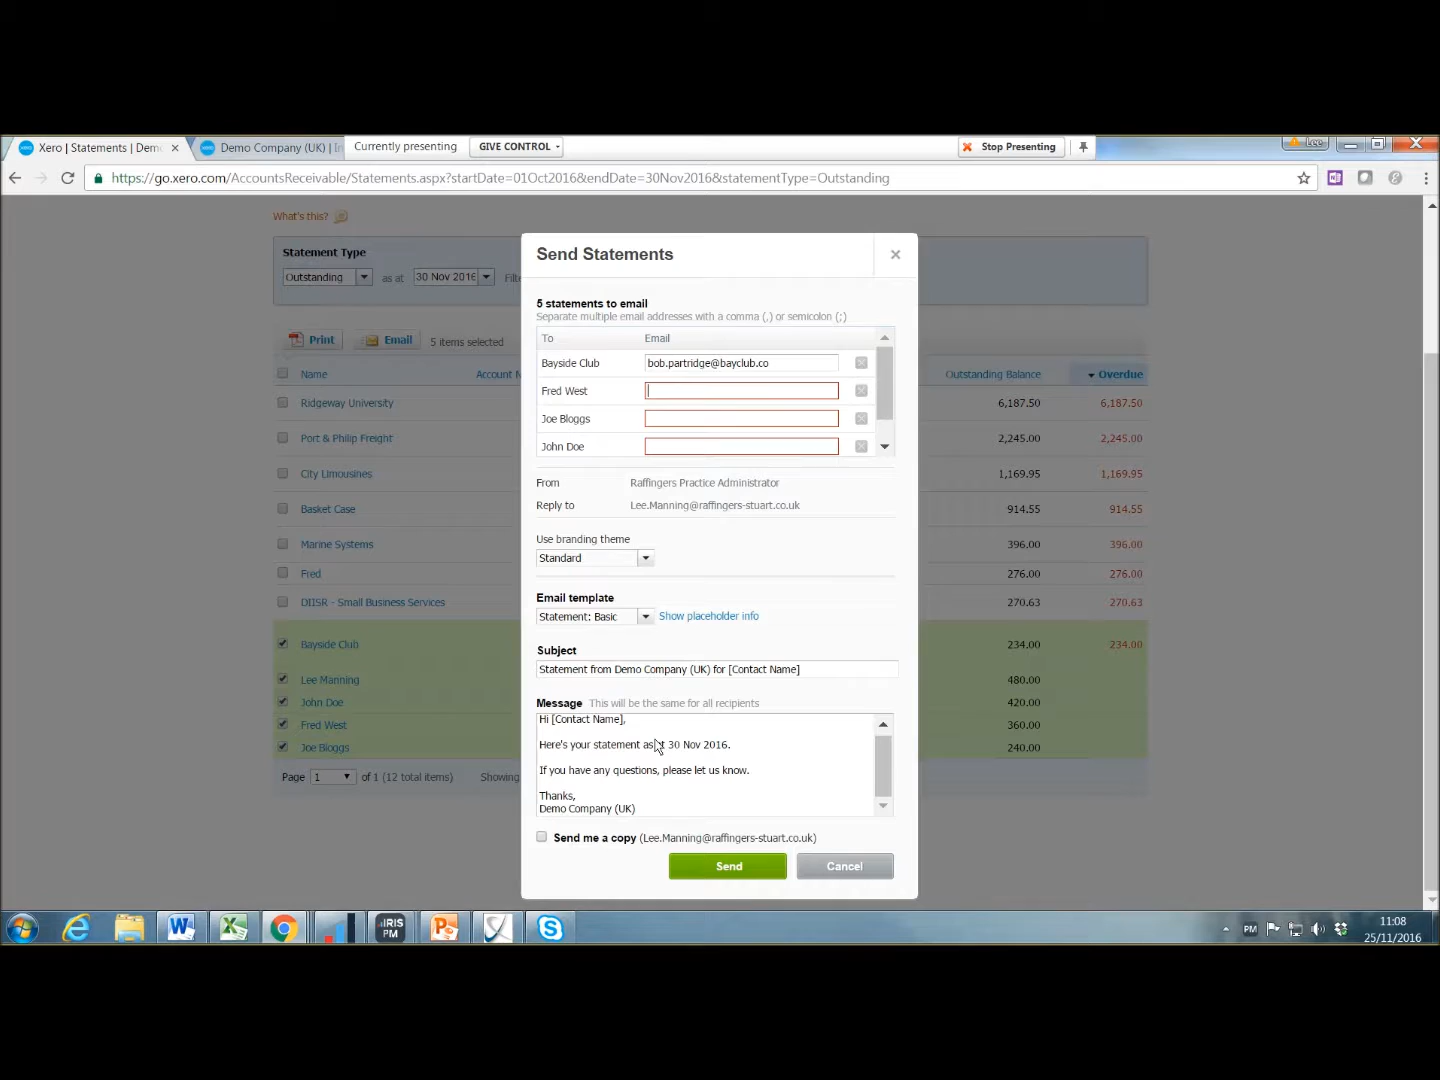 Xero | Statements | Demo
Demo Company (UK) | In
Currently presenting
GIVE CONTROL
Stop Presenting
Lee
https://go.xero.com/AccountsReceivable/Statements.aspx?startDate=01Oct2016&endDate=30Nov2016&statementType=Outstanding
What's this?
Statement Type
Outstanding
as at
30 Nov 2016
Filte
Print
Email
5 items selected
Name
Account N
Outstanding Balance
Overdue
Ridgeway University
6,187.50
6,187.50
Port & Philip Freight
2,245.00
2,245.00
City Limousines
1,169.95
1,169.95
Basket Case
914.55
914.55
Marine Systems
396.00
396.00
Fred
276.00
276.00
DIISR - Small Business Services
270.63
270.63
Bayside Club
234.00
234.00
Lee Manning
480.00
John Doe
420.00
Fred West
360.00
Joe Bloggs
240.00
Page
1
of 1 (12 total items)
Showing
Send Statements
5 statements to email
Separate multiple email addresses with a comma (,) or semicolon (;)
To
Email
Bayside Club
bob.partridge@bayclub.co
Fred West
Joe Bloggs
John Doe
From
Raffingers Practice Administrator
Reply to
Lee.Manning@raffingers-stuart.co.uk
Use branding theme
Standard
Email template
Statement: Basic
Show placeholder info
Subject
Statement from Demo Company (UK) for [Contact Name]
Message
This will be the same for all recipients
Hi [Contact Name],
Here's your statement as at 30 Nov 2016.
If you have any questions, please let us know.
Thanks,
Demo Company (UK)
Send me a copy (Lee.Manning@raffingers-stuart.co.uk)
Send
Cancel
IRIS
PM
PM
11:08
25/11/2016